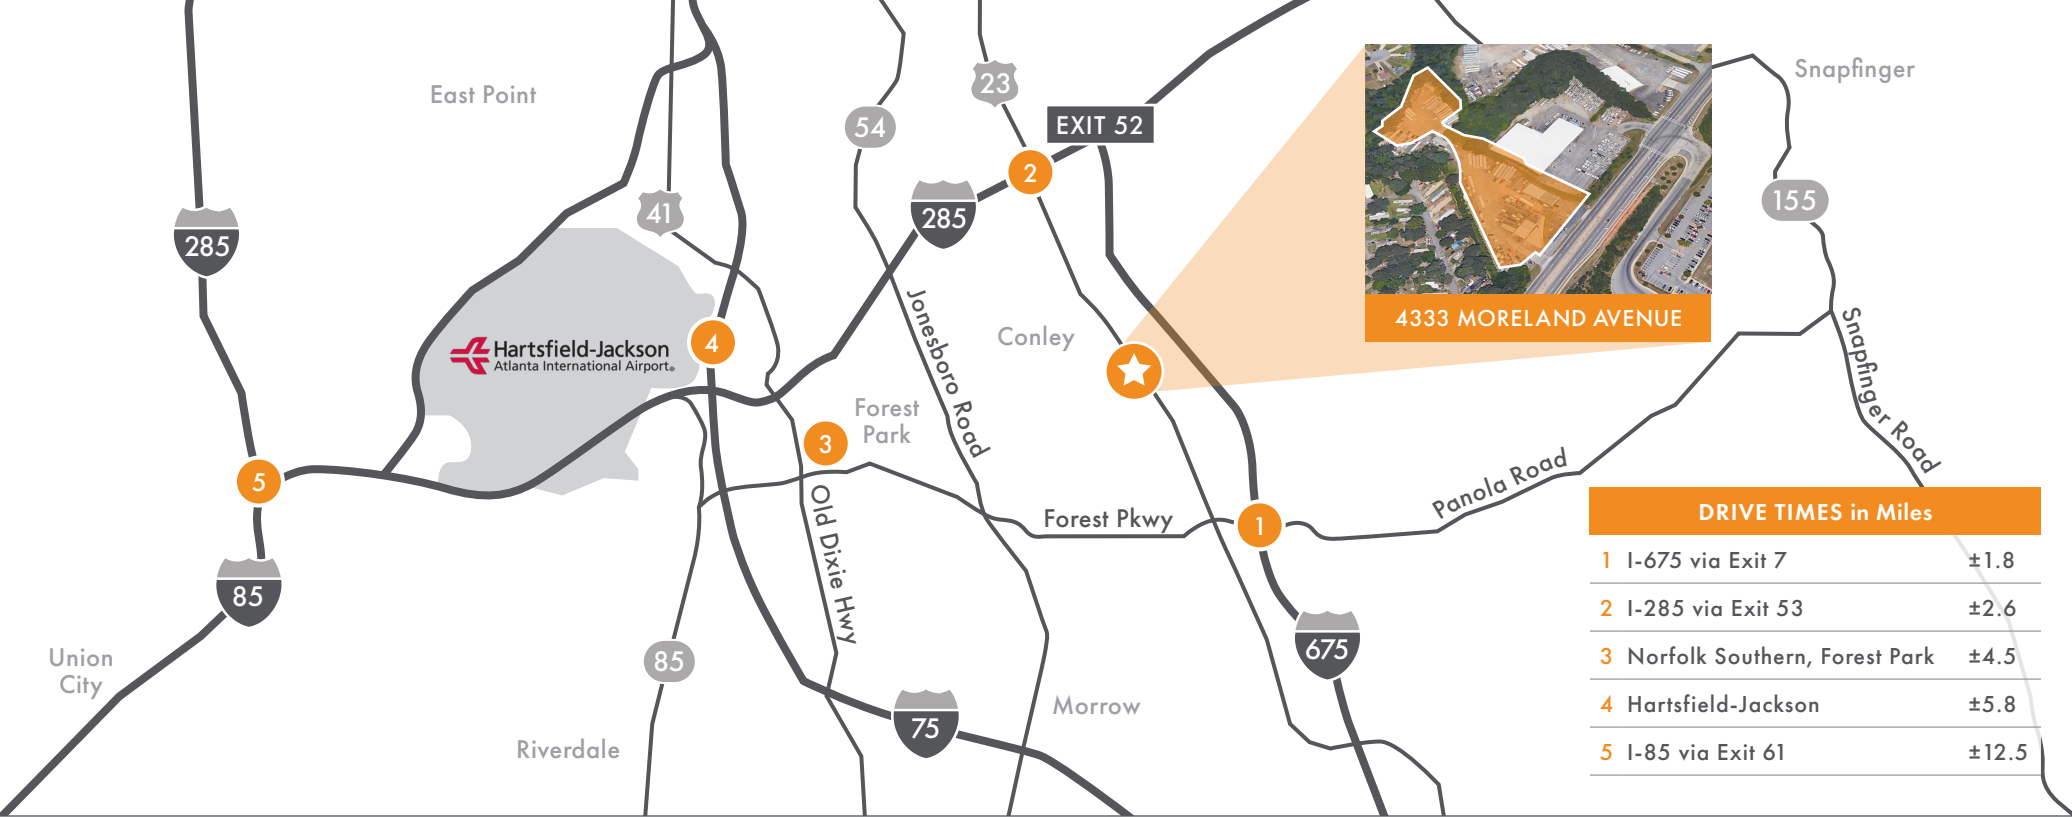 East Point
23
54
EXIT 52
Snapfinger
2
155
41
285
285
Hartsfield-Jackson
Atlanta International Airport®
4
Jonesboro Road
Conley
4333 MORELAND AVENUE
Snapfinger Road
Forest
Park
3
5
Old Dixie Hwy
Forest Pkwy
1
Panola Road
85
Union
City
85
Riverdale
75
Morrow
675
DRIVE TIMES in Miles
1 I-675 via Exit 7 ±1.8
2 I-285 via Exit 53 ±2.6
3 Norfolk Southern, Forest Park ±4.5
4 Hartsfield-Jackson ±5.8
5 I-85 via Exit 61 ±12.5